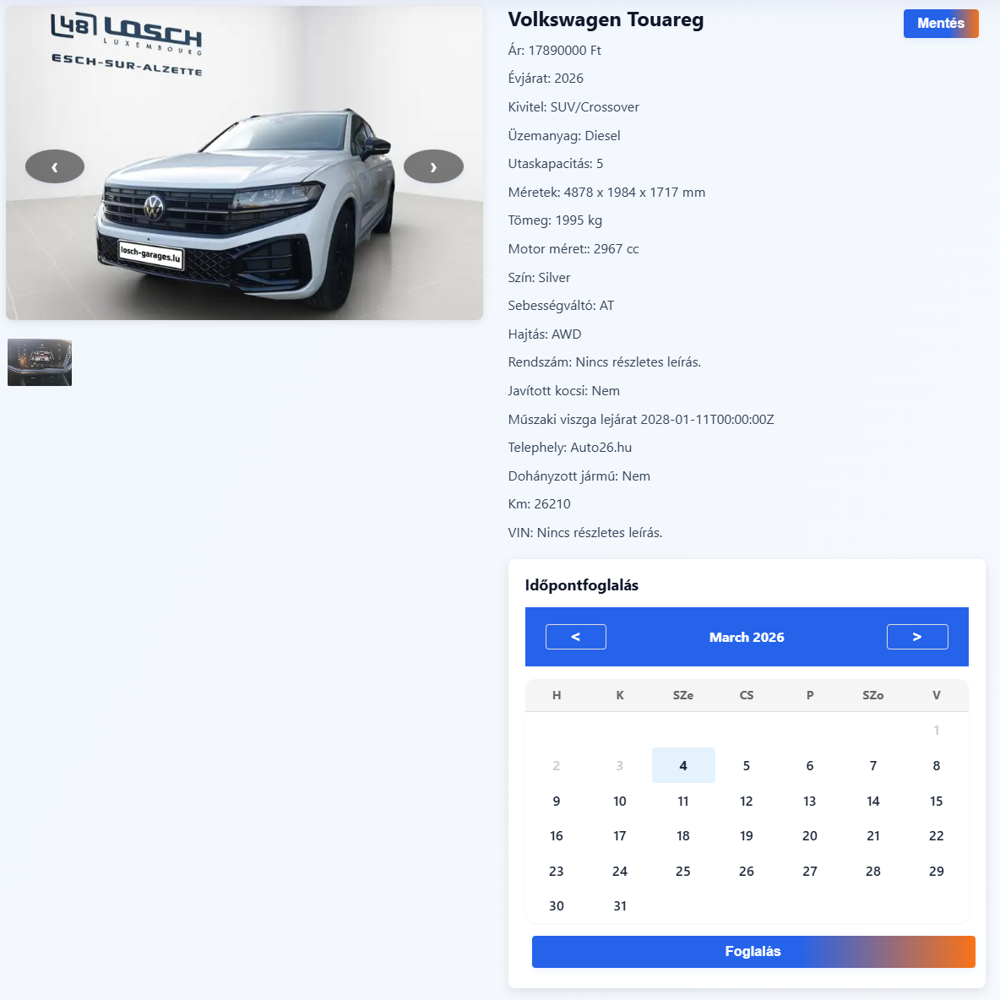 [48] LOSCH
LUXEMBOURG
ESCH-SUR-ALZETTE
losch-garages.lu
‹
›
Volkswagen Touareg
Mentés
Ár: 17890000 Ft
Évjárat: 2026
Kivitel: SUV/Crossover
Üzemanyag: Diesel
Utaskapacitás: 5
Méretek: 4878 x 1984 x 1717 mm
Tömeg: 1995 kg
Motor méret:: 2967 cc
Szín: Silver
Sebességváltó: AT
Hajtás: AWD
Rendszám: Nincs részletes leírás.
Javított kocsi: Nem
Műszaki viszga lejárat 2028-01-11T00:00:00Z
Telephely: Auto26.hu
Dohányzott jármű: Nem
Km: 26210
VIN: Nincs részletes leírás.
Időpontfoglalás
< March 2026 >
H K SZe CS P SZo V
1
2 3 4 5 6 7 8
9 10 11 12 13 14 15
16 17 18 19 20 21 22
23 24 25 26 27 28 29
30 31
Foglalás